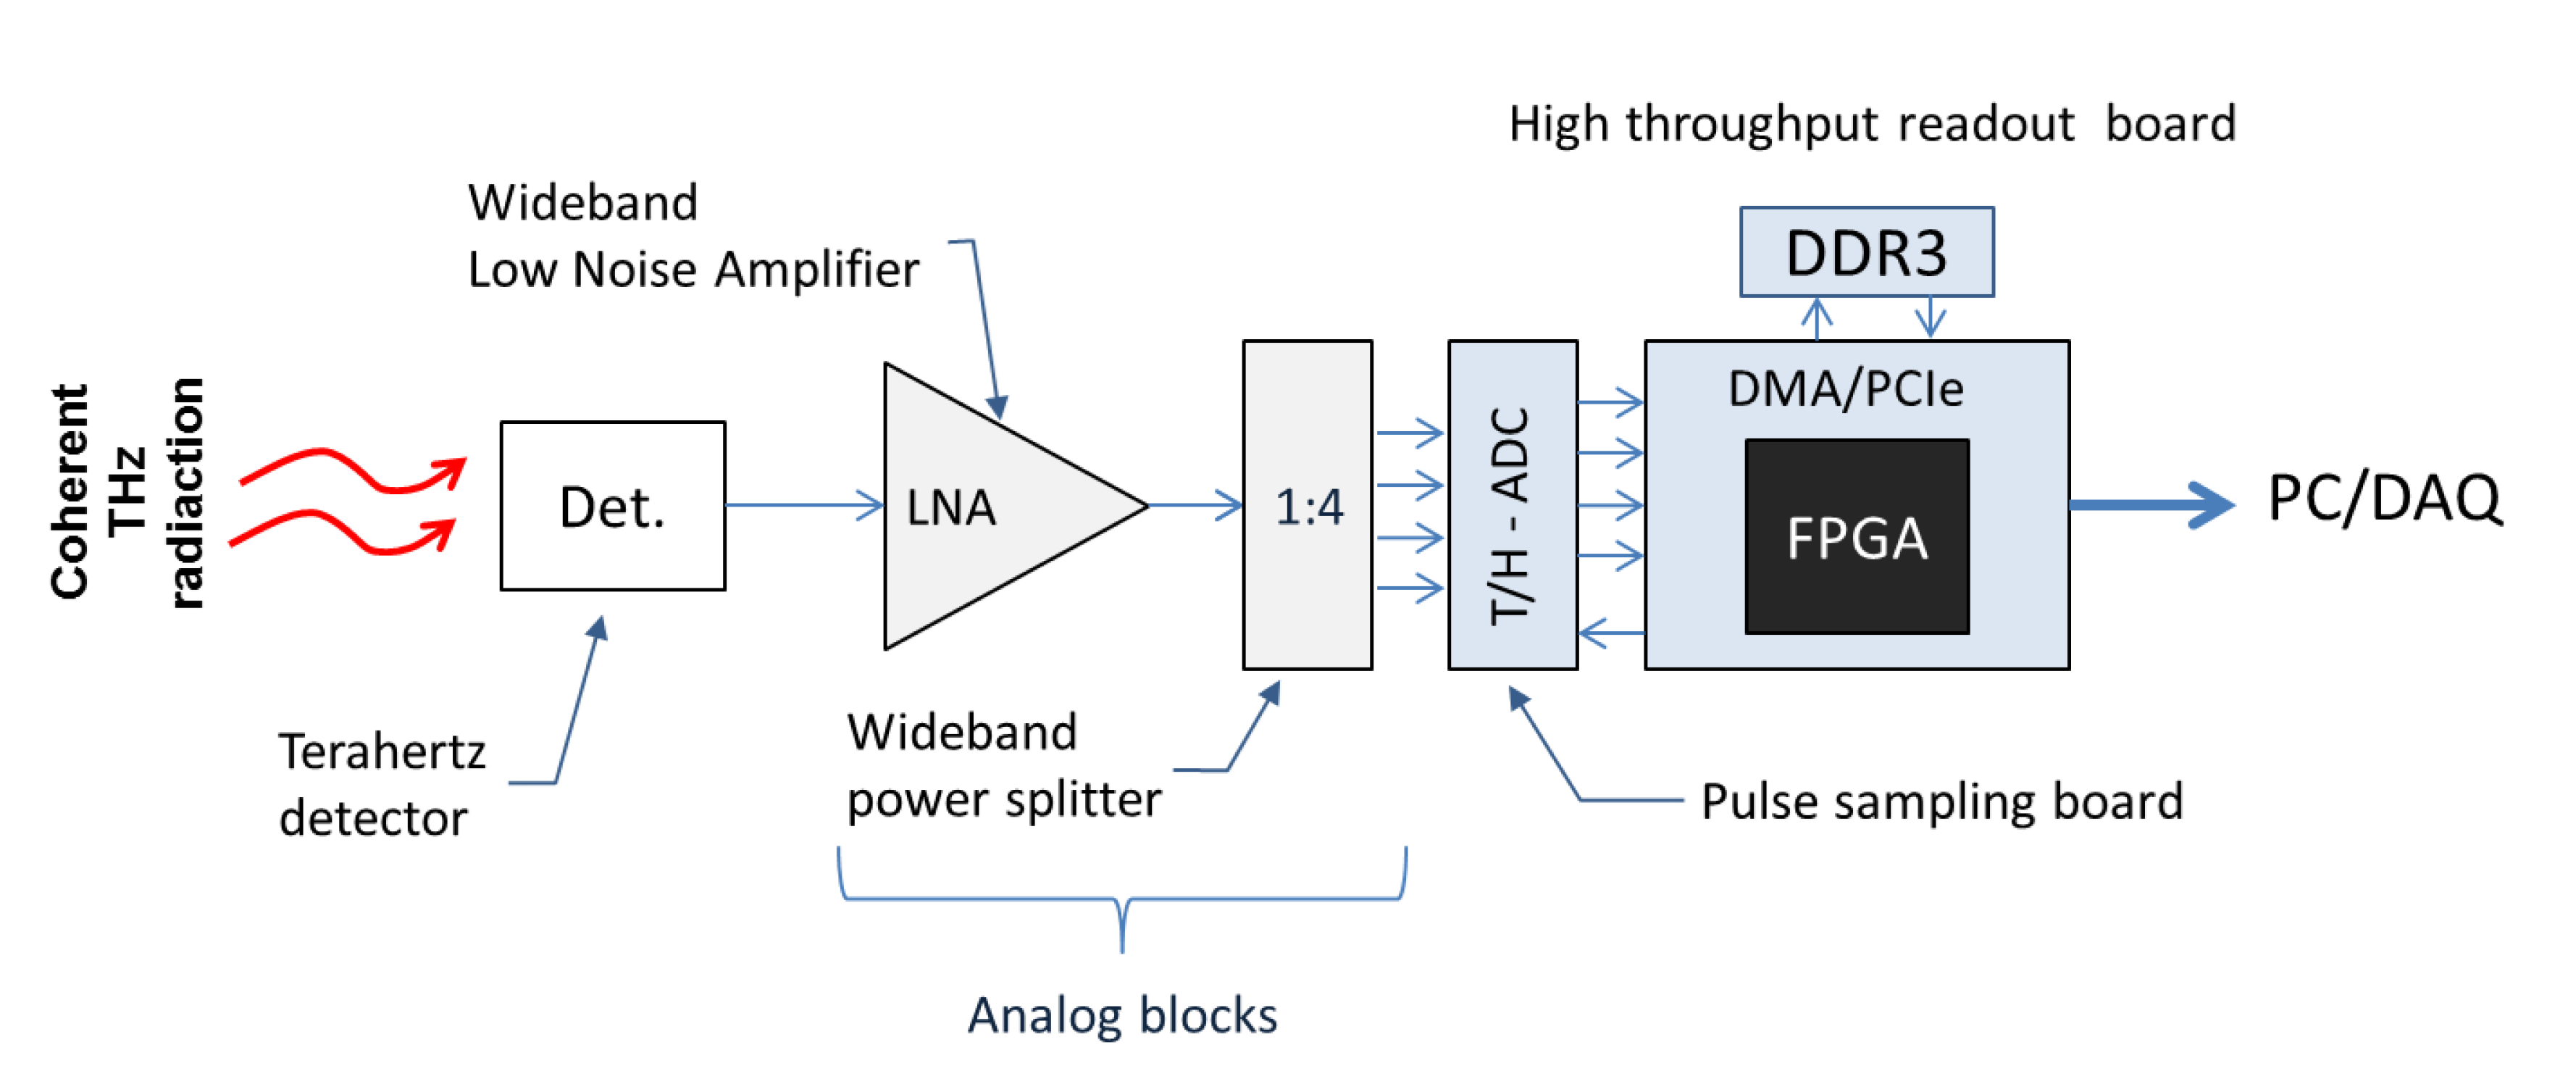 High throughput readout  board
Wideband
Low Noise Amplifier
DDR3
Coherent
THz
radiaction
Det.
LNA
1:4
T/H - ADC
DMA/PCIe
FPGA
PC/DAQ
Terahertz
detector
Wideband
power splitter
Pulse sampling board
Analog blocks